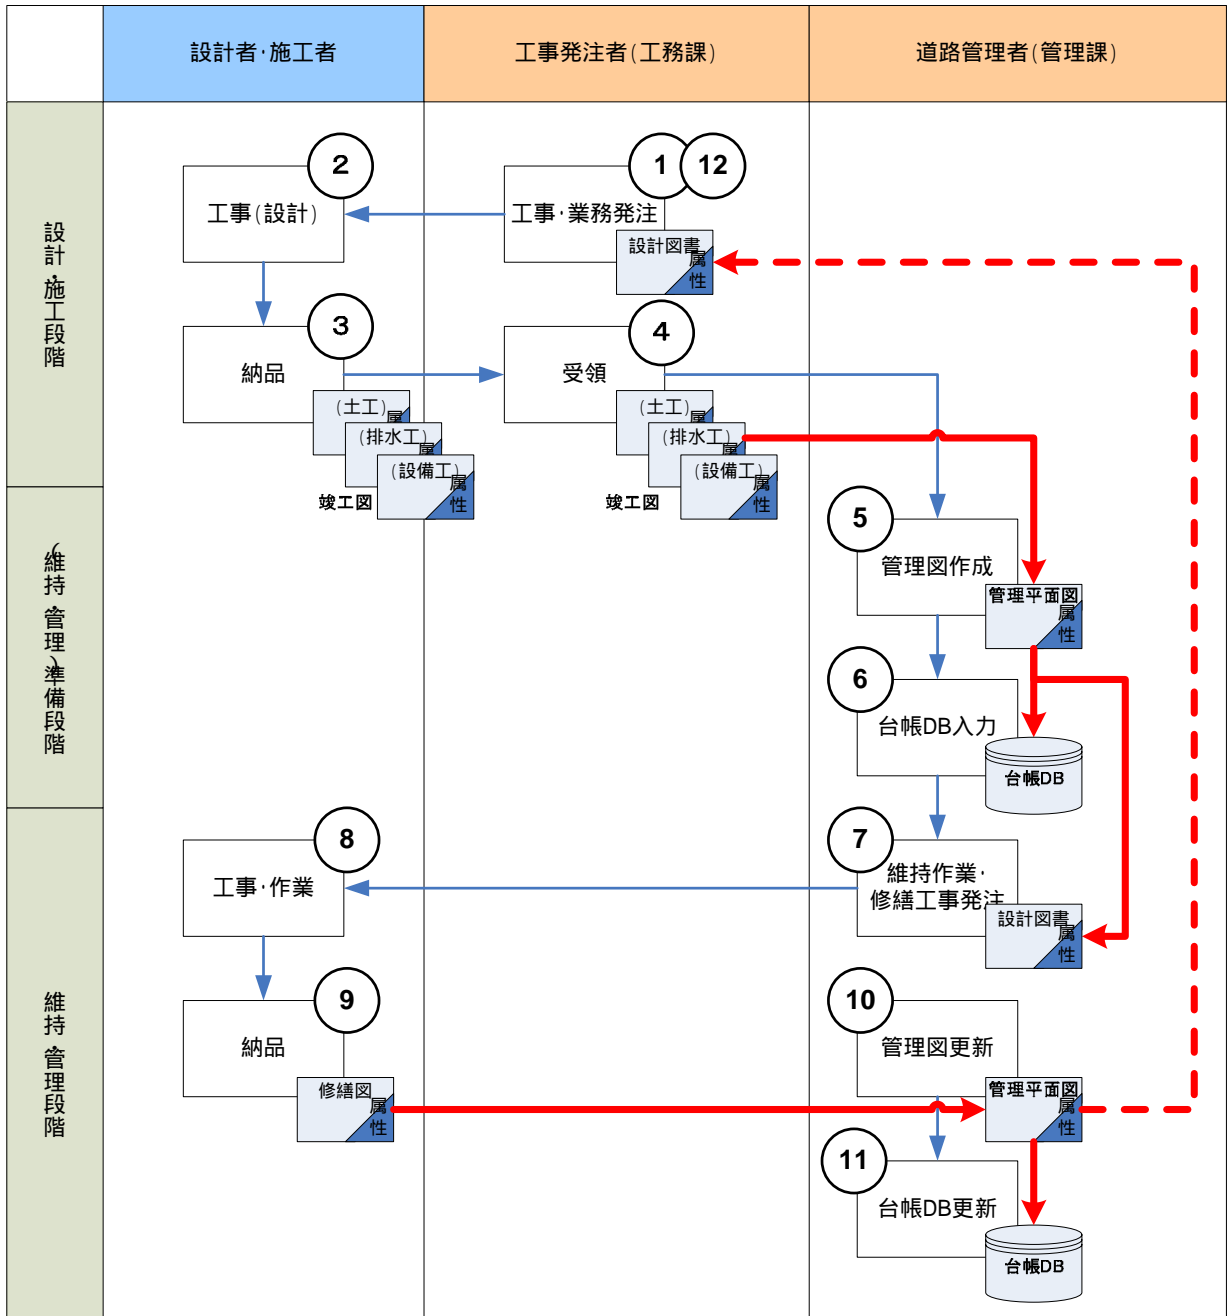 設計者・施工者
工事発注者(工務課)
道路管理者(管理課)
設計・施工段階
2
工事(設計)
1
12
工事・業務発注
設計図書
属性
3
納品
(土工)
属
(排水工)
属
(設備工)
属性
竣工図
4
受領
(土工)
属
(排水工)
属
(設備工)
属性
竣工図
(維持・管理)準備段階
5
管理図作成
管理平面図
属性
6
台帳DB入力
台帳DB
維持・管理段階
8
工事・作業
7
維持作業・
修繕工事発注
設計図書
属性
9
納品
修繕図
属性
10
管理図更新
管理平面図
属性
11
台帳DB更新
台帳DB